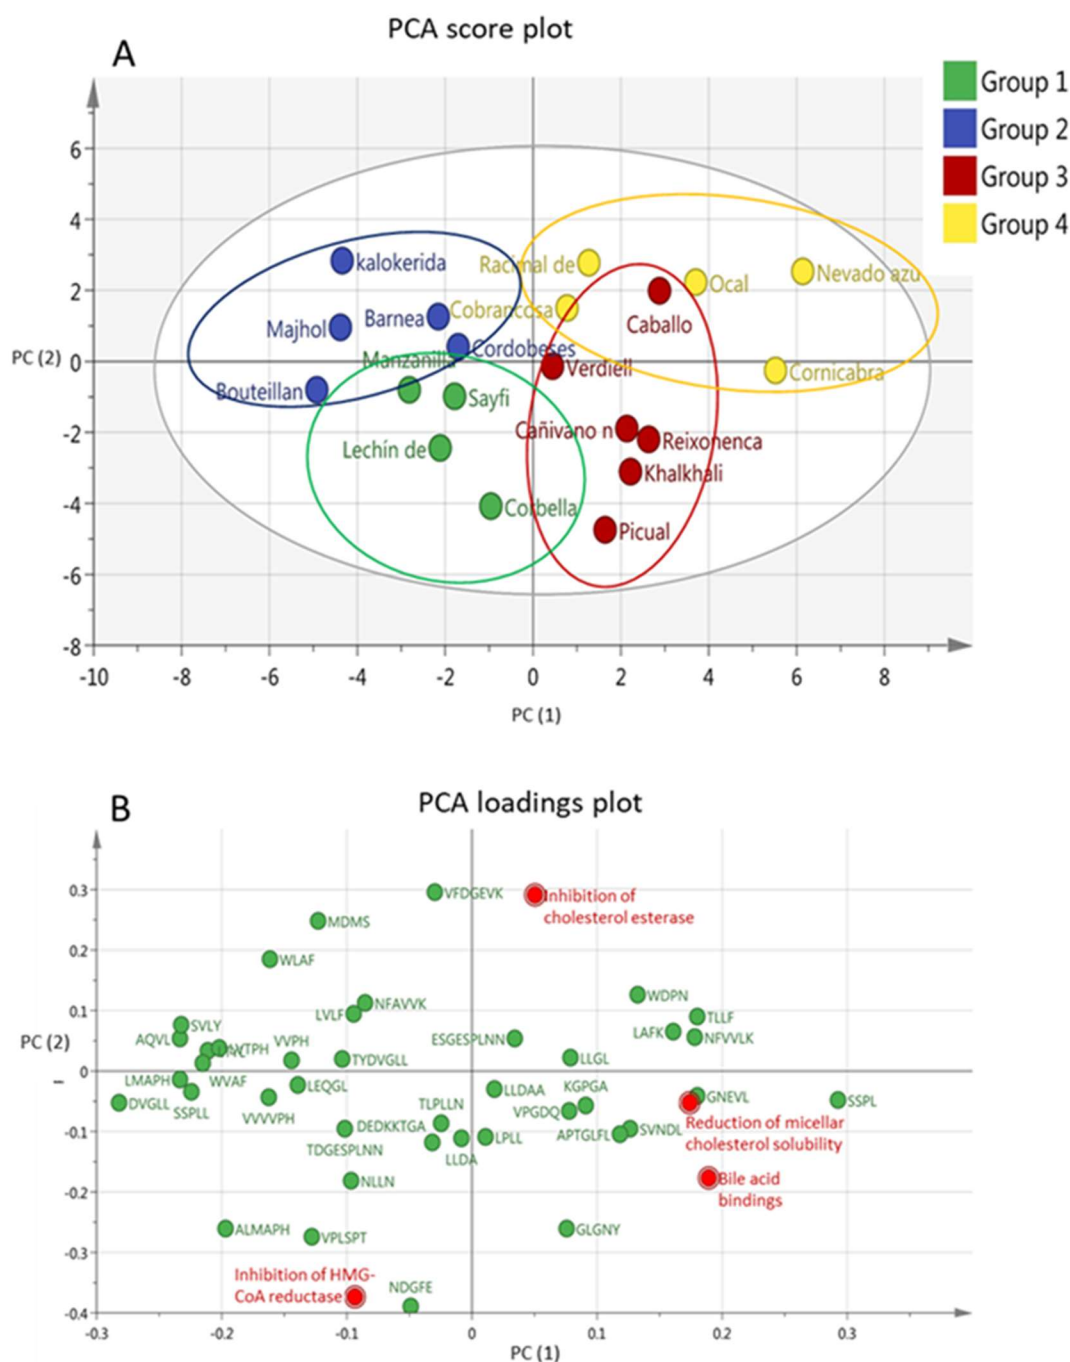 PCA score plot
A
Group 1
Group 2
Group 3
Group 4
6
4
2
0
-2
-4
-6
-8
PC (2)
kalokerida
Racimal de
Nevado azu
Ocal
Majhol
Barnea
Cobrancosa
Caballo
Cordobeses
Manzanilla
Verdiell
Cornicabra
Bouteillan
Sayfi
Cañivano n
Reixonenca
Lechín de
Khalkhali
Corbella
Picual
-10
-8
-6
-4
-2
0
2
4
6
8
PC (1)
B
PCA loadings plot
0.3
0.2
0.1
0
-0.1
-0.2
-0.3
-0.4
PC (2)
VFDGEVK
Inhibition of
cholesterol esterase
MDMS
WLAF
WDPN
NFAVVK
LVLF
TLLF
SVLY
LAFK
NFVVLK
AQVL
VVPH
ESGESPLNN
TYDVGLL
LLGL
LMAPH
WVAF
LEQGL
LLDAA
KGPGA
GNEVL
SSPL
DVGLL
SSPLL
VVVVPH
TLPLLN
VPGDQ
Reduction of micellar
cholesterol solubility
DEDKKTGA
APTGLFL
SVNDL
TDGESPLNN
LLDA
LPLL
NLLN
Bile acid
bindings
ALMAPH
VPLSPT
GLGNY
Inhibition of HMG-
CoA reductase
NDGFE
-0.3
-0.2
-0.1
0
0.1
0.2
0.3
PC (1)